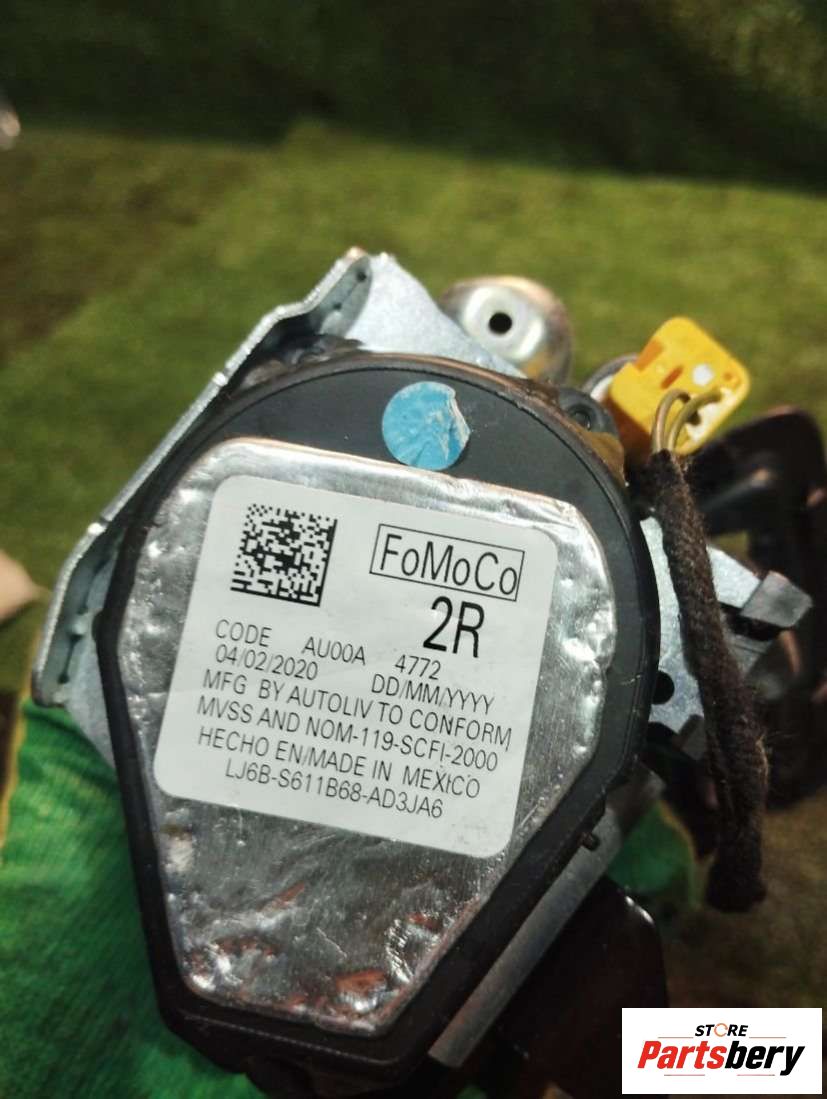 FoMoCo
2R
CODE AU00A 4772
04/02/2020 DD/MM/YYYY
MFG BY AUTOLIV TO CONFORM
MVSS AND NOM-119-SCFI-2000
HECHO EN/MADE IN MEXICO
LJ6B-S611B68-AD3JA6
STORE
Partsbery